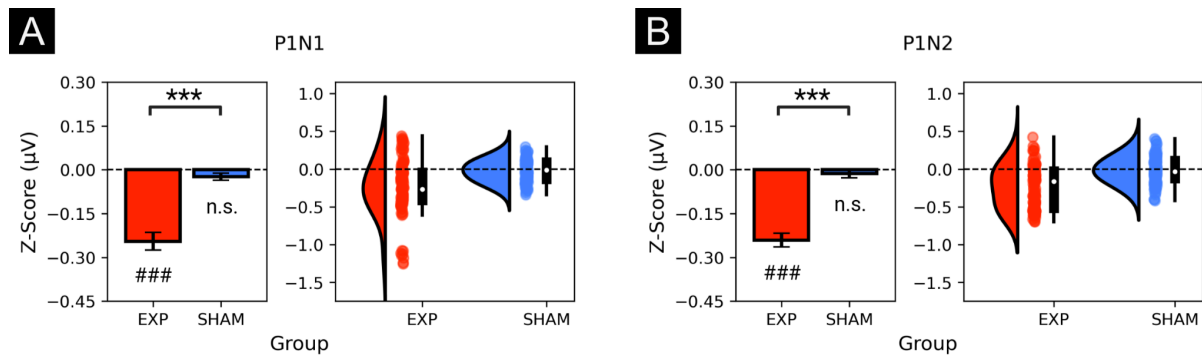 A
P1N1
Z-Score (µV)
0.30
0.15
0.00
−0.15
−0.30
−0.45
***
n.s.
###
EXP
SHAM
1.0
0.5
0.0
−0.5
−1.0
−1.5
EXP
SHAM
Group
B
P1N2
Z-Score (µV)
0.30
0.15
0.00
−0.15
−0.30
−0.45
***
n.s.
###
EXP
SHAM
1.0
0.5
0.0
−0.5
−1.0
−1.5
EXP
SHAM
Group